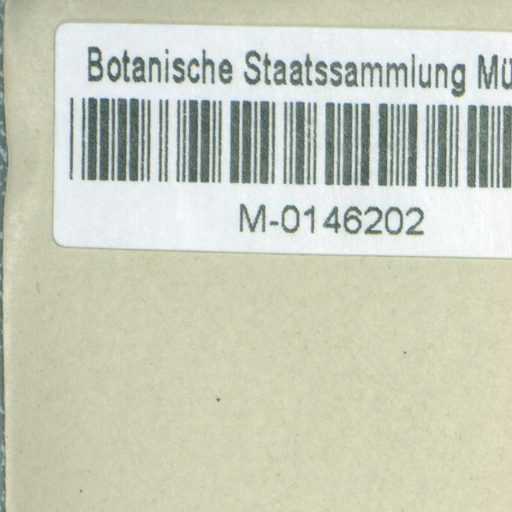 Botanische Staatssammlung Mü
M-0146202